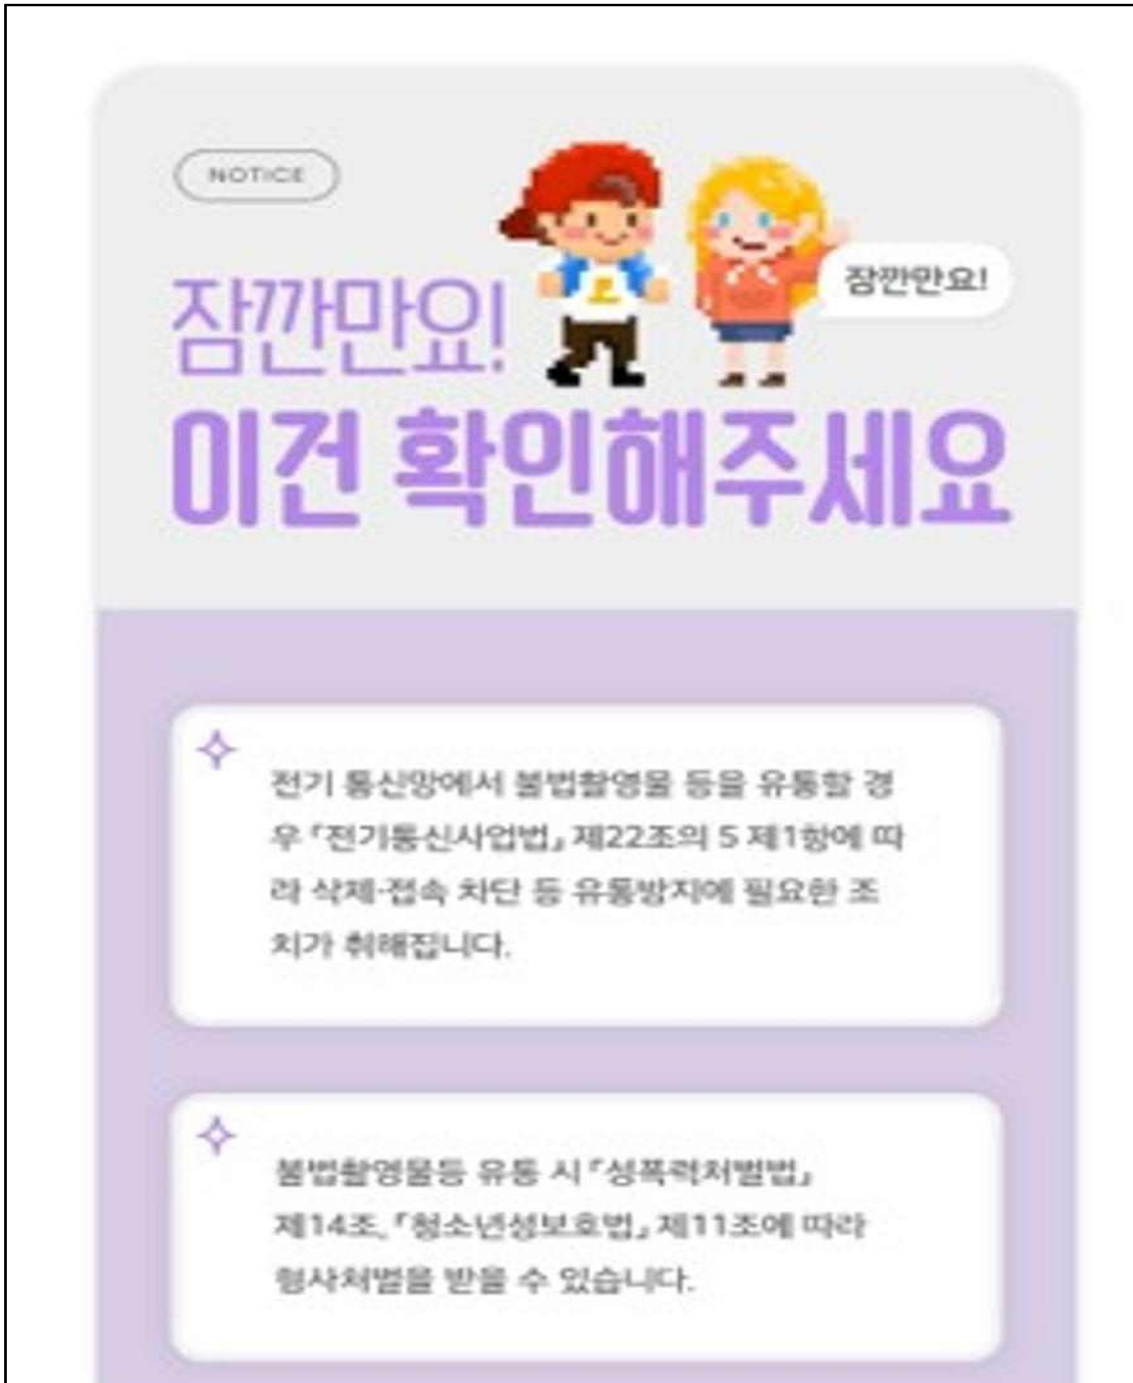 NOTICE
잠깐만요!
잠깐만요!
이건 확인해주세요
전기 통신망에서 불법촬영물 등을 유통할 경
우 「전기통신사업법」 제22조의 5 제1항에 따
라 삭제·접속 차단 등 유통방지에 필요한 조
치가 취해집니다.
불법촬영물등 유통 시 「성폭력처벌법」
제14조, 「청소년성보호법」 제11조에 따라
형사처벌을 받을 수 있습니다.